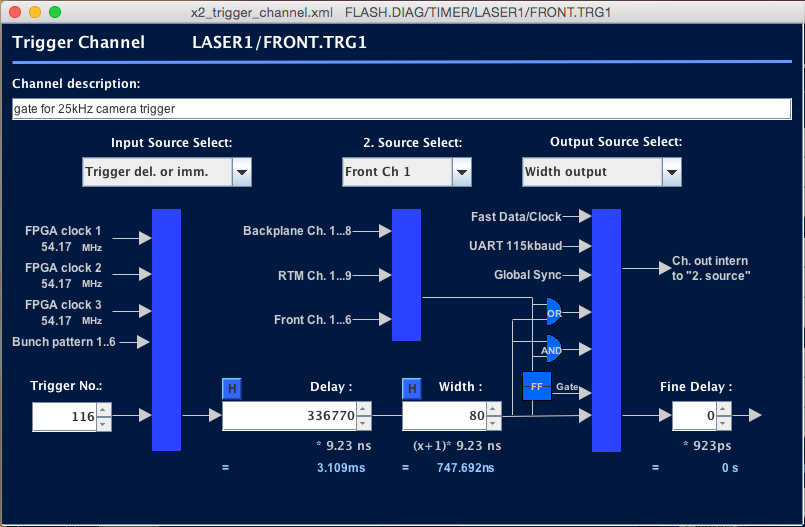 x2_trigger_channel.xml FLASH.DIAG/TIMER/LASER1/FRONT.TRG1
Trigger Channel LASER1/FRONT.TRG1
Channel description:
gate for 25kHz camera trigger
Input Source Select: 2. Source Select: Output Source Select:
Trigger del. or imm. Front Ch 1 Width output
Fast Data/Clock
FPGA clock 1 Backplane Ch. 1...8
54.17 MHz UART 115kbaud
FPGA clock 2 RTM Ch. 1...9 Global Sync
54.17 MHz
Ch. out intern
to "2. source"
FPGA clock 3
54.17 MHz Front Ch. 1...6 OR
Bunch pattern 1..6
AND
Trigger No.: H Delay : H Width : FF Gate Fine Delay :
116 336770 80 0
* 9.23 ns (x+1)* 9.23 ns * 923ps
= 3.109ms = 747.692ns = 0 s